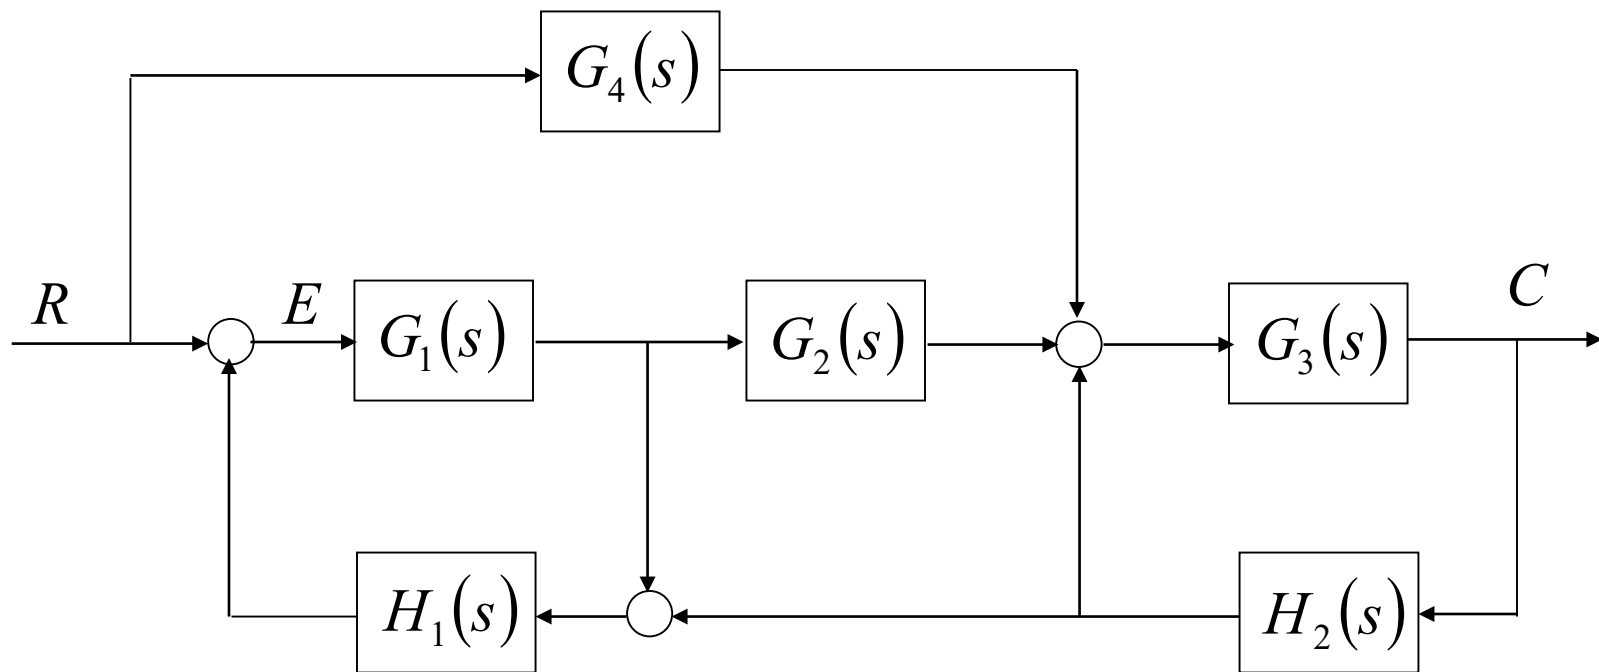 G₄(s)
R
E
G₁(s)
G₂(s)
G₃(s)
C
H₁(s)
H₂(s)